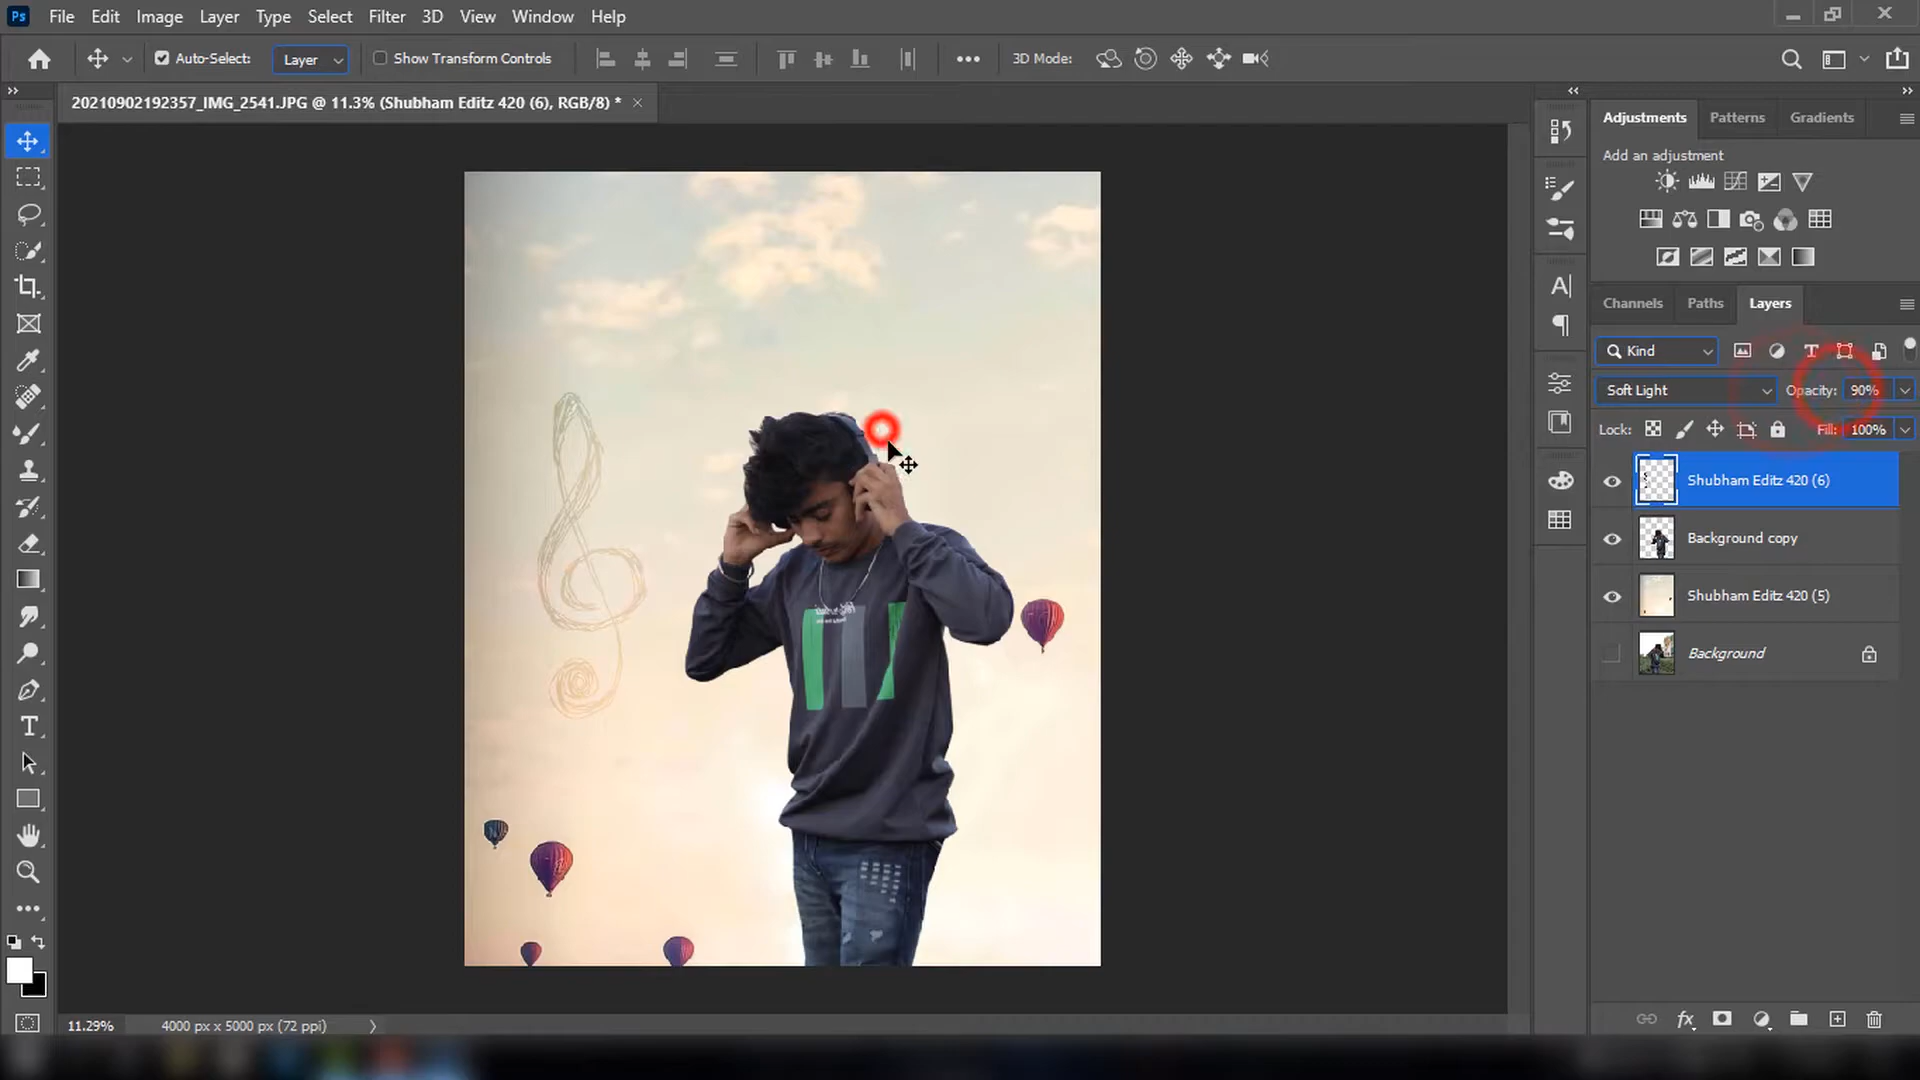 Ps File Edit Image Layer Type Select Filter 3D View Window Help
Auto-Select: Layer Show Transform Controls 3D Mode:
20210902192357_IMG_2541.JPG @ 11.3% (Shubham Editz 420 (6), RGB/8) *
Adjustments Patterns Gradients
Add an adjustment
Channels Paths Layers
Kind
Soft Light Opacity: 90%
Lock: Fill: 100%
Shubham Editz 420 (6)
Background copy
Shubham Editz 420 (5)
Background
11.29% 4000 px x 5000 px (72 ppi)